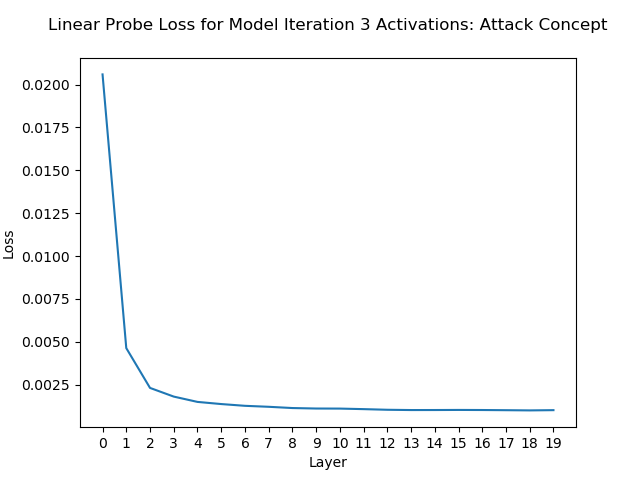 Linear Probe Loss for Model Iteration 3 Activations: Attack Concept
0.0200
0.0175
0.0150
0.0125
0.0100
0.0075
0.0050
0.0025
Loss
0 1 2 3 4 5 6 7 8 9 10 11 12 13 14 15 16 17 18 19
Layer